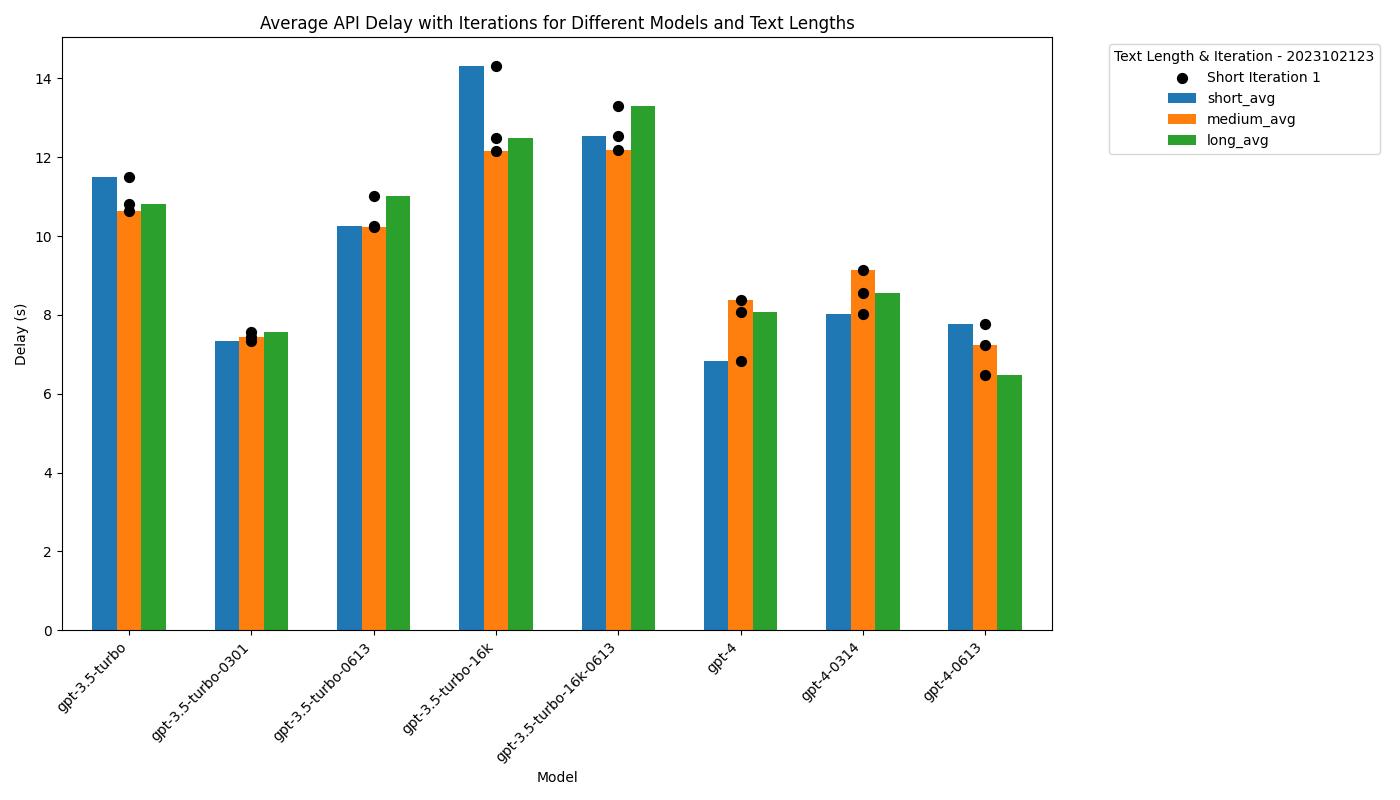 Average API Delay with Iterations for Different Models and Text Lengths
Text Length & Iteration - 2023102123
Short Iteration 1
short_avg
medium_avg
long_avg
Delay (s)
14
12
10
8
6
4
2
0
gpt-3.5-turbo
gpt-3.5-turbo-0301
gpt-3.5-turbo-0613
gpt-3.5-turbo-16k
gpt-3.5-turbo-16k-0613
gpt-4
gpt-4-0314
gpt-4-0613
Model